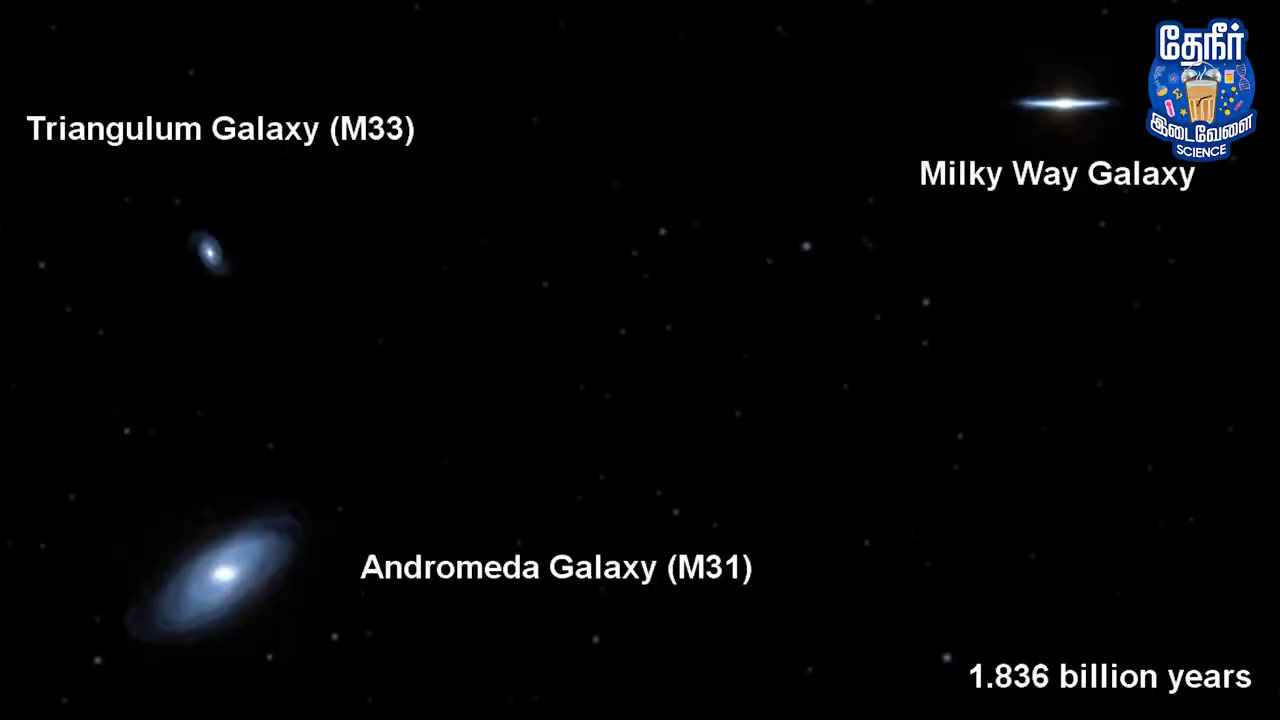 தேநீர்
இடைவேளை
SCIENCE
Triangulum Galaxy (M33)
Milky Way Galaxy
Andromeda Galaxy (M31)
1.836 billion years